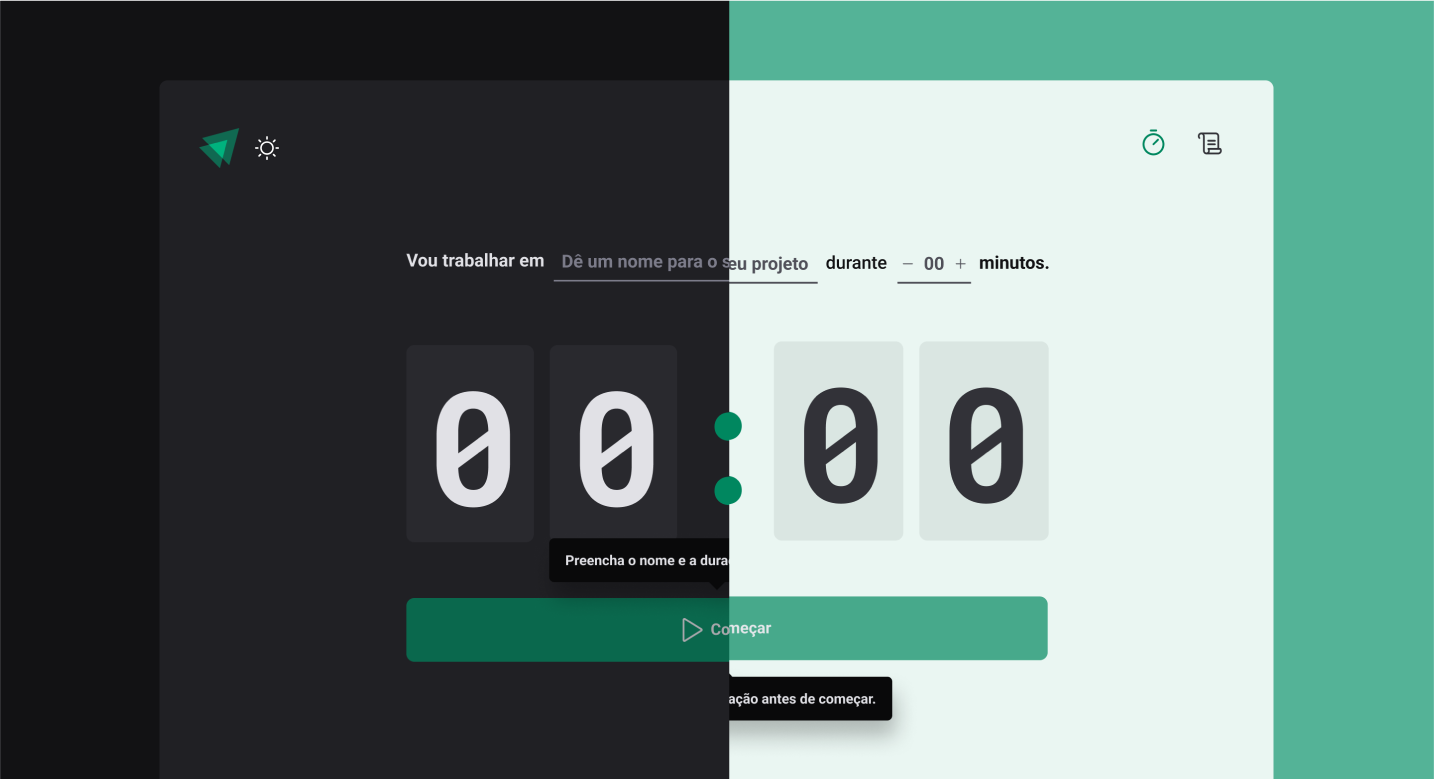 Vou trabalhar em Dê um nome para o seu projeto durante − 00 + minutos.
00:00
Preencha o nome e a dura
Começar
ação antes de começar.